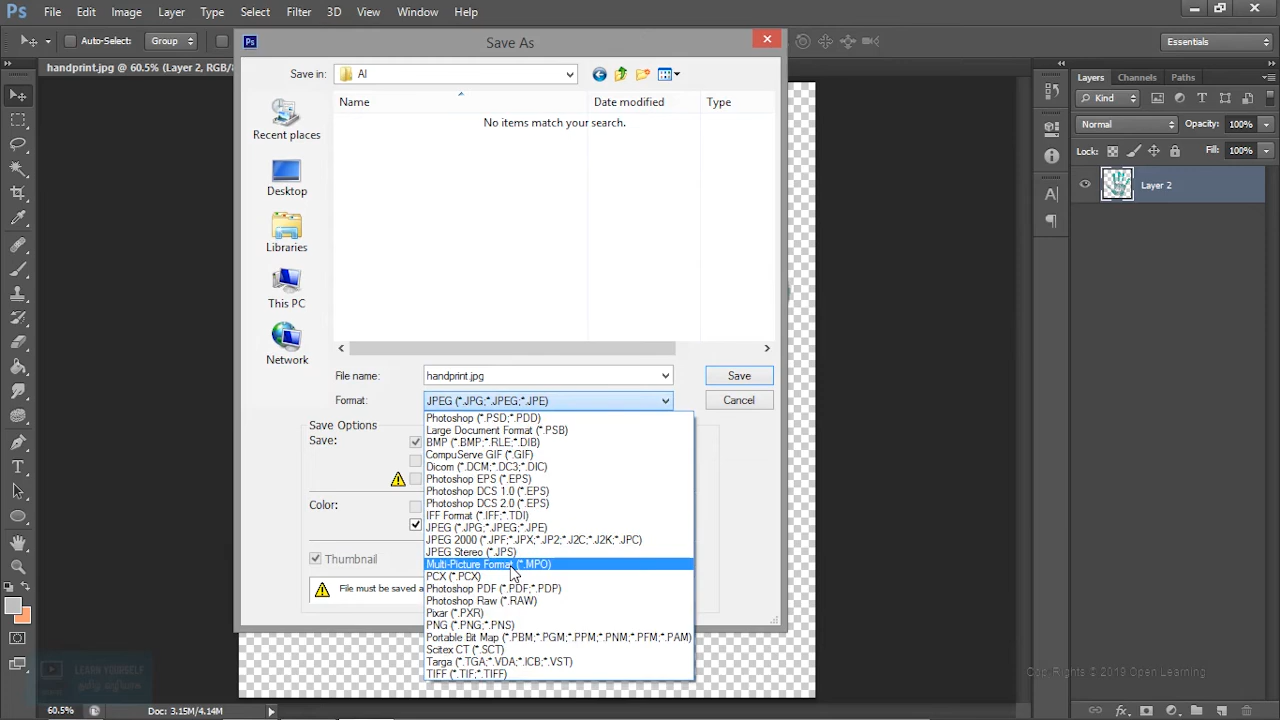 Ps File Edit Image Layer Type Select Filter 3D View Window Help
Auto-Select: Group Essentials
handprint.jpg @ 60.5% (Layer 2, RGB/8
Save As
Save in: AI
Name Date modified Type
No items match your search.
Recent places
Desktop
Libraries
This PC
Network
File name: handprint.jpg Save
Format: JPEG (*.JPG;*.JPEG;*.JPE) Cancel
Photoshop (*.PSD;*.PDD)
Large Document Format (*.PSB)
BMP (*.BMP;*.RLE;*.DIB)
CompuServe GIF (*.GIF)
Dicom (*.DCM;*.DC3;*.DIC)
Photoshop EPS (*.EPS)
Photoshop DCS 1.0 (*.EPS)
Photoshop DCS 2.0 (*.EPS)
IFF Format (*.IFF;*.TDI)
JPEG (*.JPG;*.JPEG;*.JPE)
JPEG 2000 (*.JPF;*.JPX;*.JP2;*.J2C;*.J2K;*.JPC)
JPEG Stereo (*.JPS)
Multi-Picture Format (*.MPO)
PCX (*.PCX)
Photoshop PDF (*.PDF;*.PDP)
Photoshop Raw (*.RAW)
Pixar (*.PXR)
PNG (*.PNG;*.PNS)
Portable Bit Map (*.PBM;*.PGM;*.PPM;*.PNM;*.PFM;*.PAM)
Scitex CT (*.SCT)
Targa (*.TGA;*.VDA;*.ICB;*.VST)
TIFF (*.TIF;*.TIFF)
Save Options
Save:
Color:
Thumbnail
File must be saved a
Layers Channels Paths
Kind
Normal Opacity: 100%
Lock: Fill: 100%
Layer 2
LEARN YOURSELF
Copy Rights © 2019 Open Learning
60.5% Doc: 3.15M/4.14M